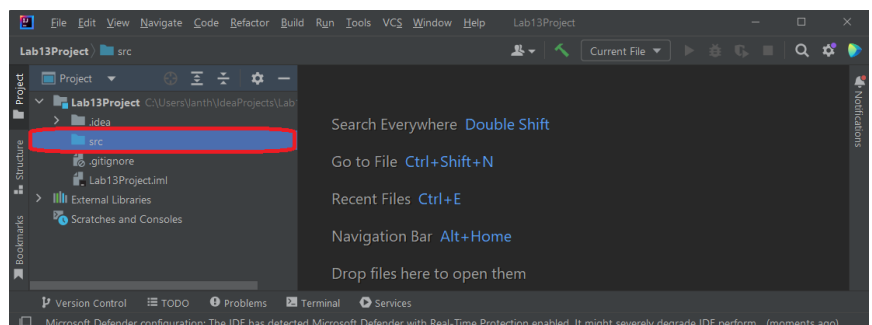 File Edit View Navigate Code Refactor Build Run Tools VCS Window Help Lab13Project
Lab13Project src Current File
Project
Project
Lab13Project C:\Users\lanth\IdeaProjects\Lab
.idea
src
.gitignore
Lab13Project.iml
External Libraries
Scratches and Consoles
Structure
Bookmarks
Search Everywhere Double Shift
Go to File Ctrl+Shift+N
Recent Files Ctrl+E
Navigation Bar Alt+Home
Drop files here to open them
Notifications
Version Control TODO Problems Terminal Services
Microsoft Defender configuration: The IDE has detected Microsoft Defender with Real-Time Protection enabled. It might severely degrade IDE perform... (moments ago)